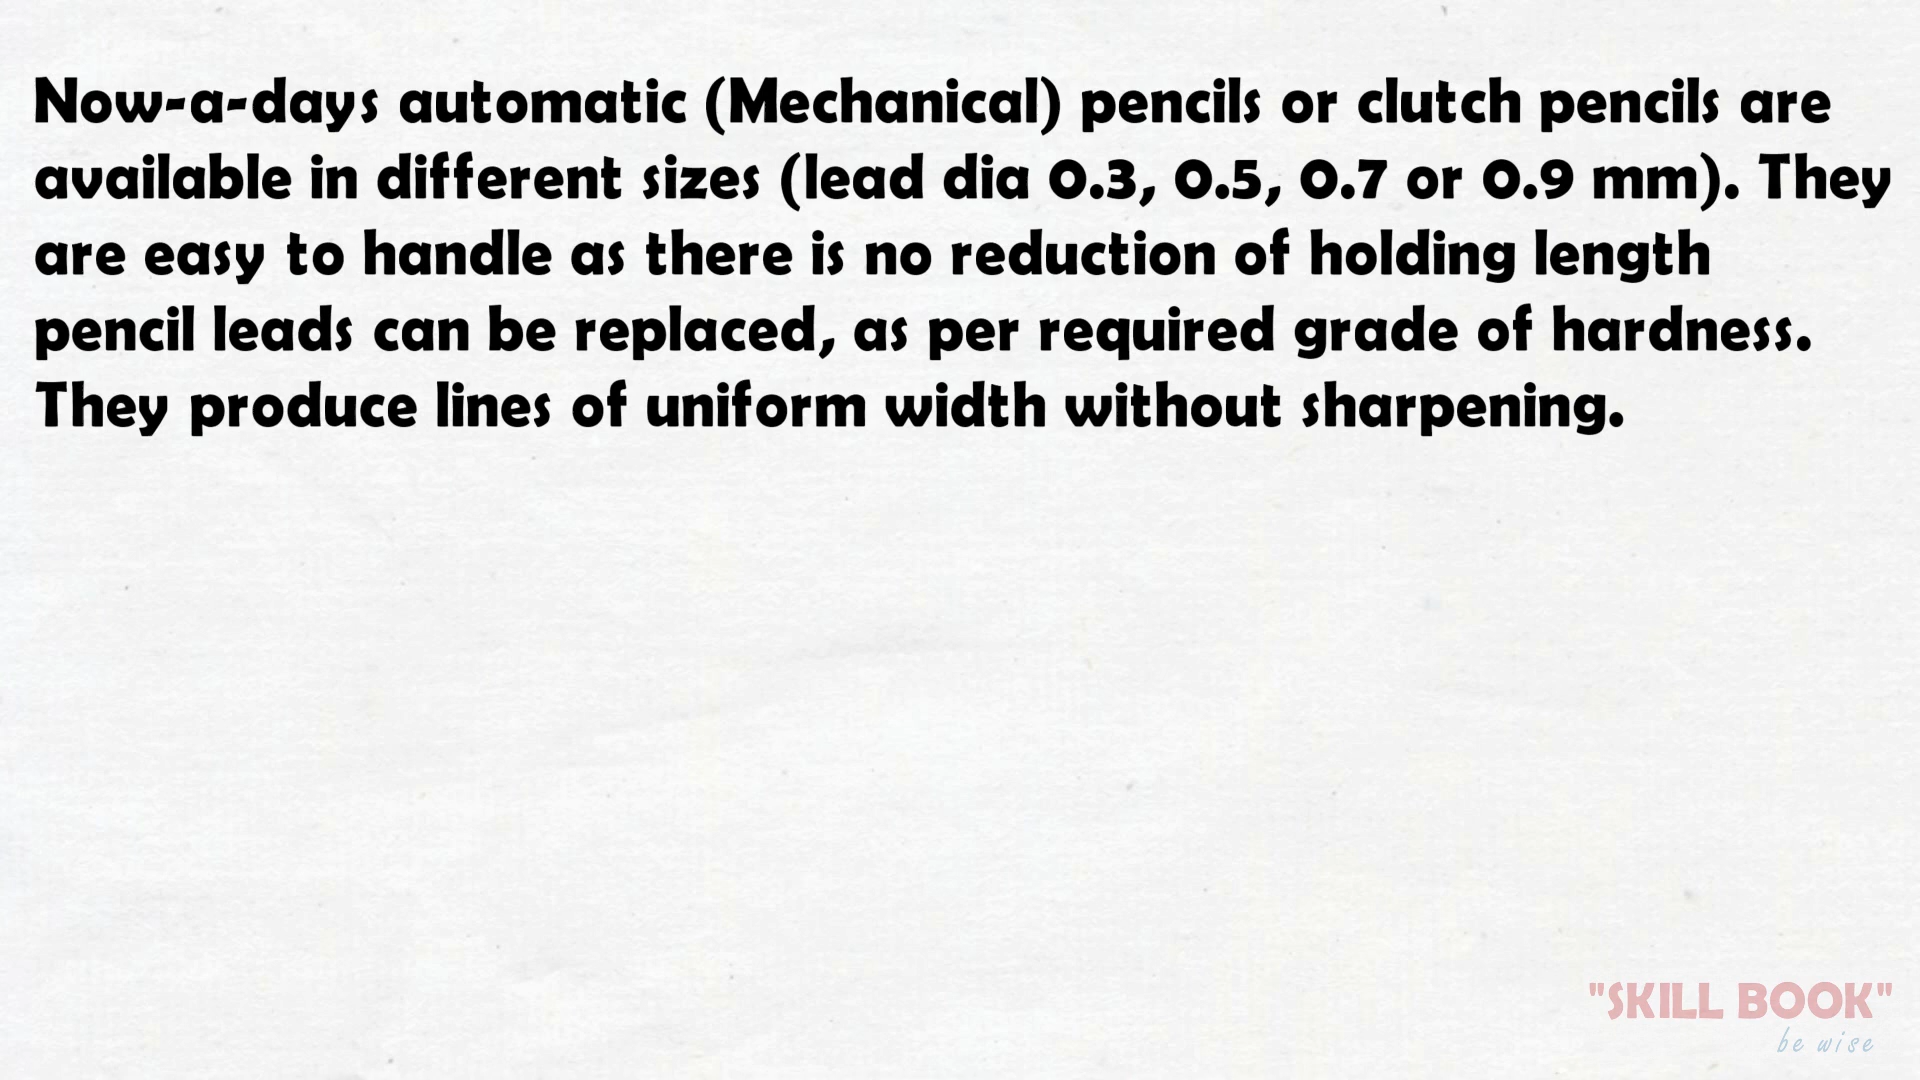 Now-a-days automatic (Mechanical) pencils or clutch pencils are
available in different sizes (lead dia 0.3, 0.5, 0.7 or 0.9 mm). They
are easy to handle as there is no reduction of holding length
pencil leads can be replaced, as per required grade of hardness.
They produce lines of uniform width without sharpening.
"SKILL BOOK"
be wise